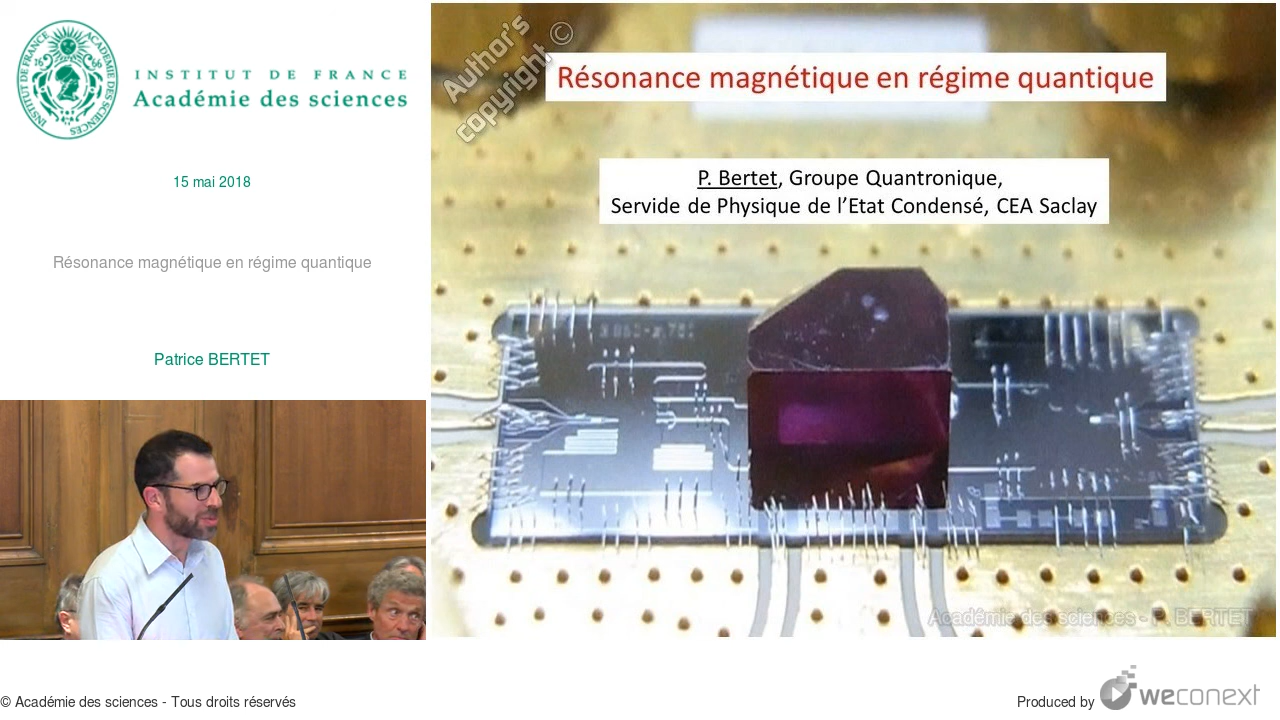 INSTITUT DE FRANCE
Académie des sciences
15 mai 2018
Résonance magnétique en régime quantique
Patrice BERTET
Author's copyright ©
Résonance magnétique en régime quantique
P. Bertet, Groupe Quantronique,
Servide de Physique de l'Etat Condensé, CEA Saclay
Académie des sciences - P. BERTET
© Académie des sciences - Tous droits réservés
Produced by weconext